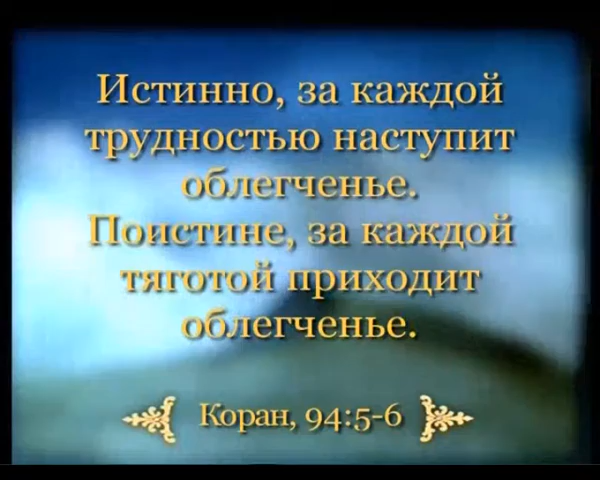 Истинно, за каждой
трудностью наступит
облегченье.
Поистине, за каждой
тяготой приходит
облегченье.
Коран, 94:5-6